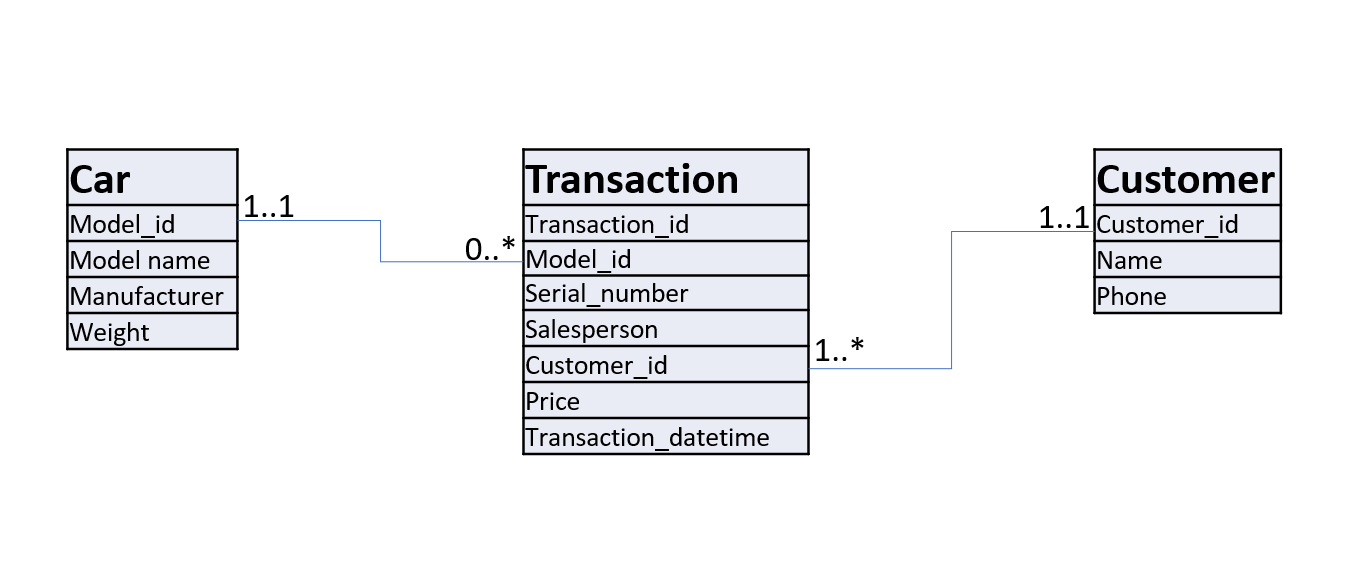 Car
Model_id
Model name
Manufacturer
Weight
1..1
0..*
Transaction
Transaction_id
Model_id
Serial_number
Salesperson
Customer_id
Price
Transaction_datetime
1..*
1..1
Customer
Customer_id
Name
Phone